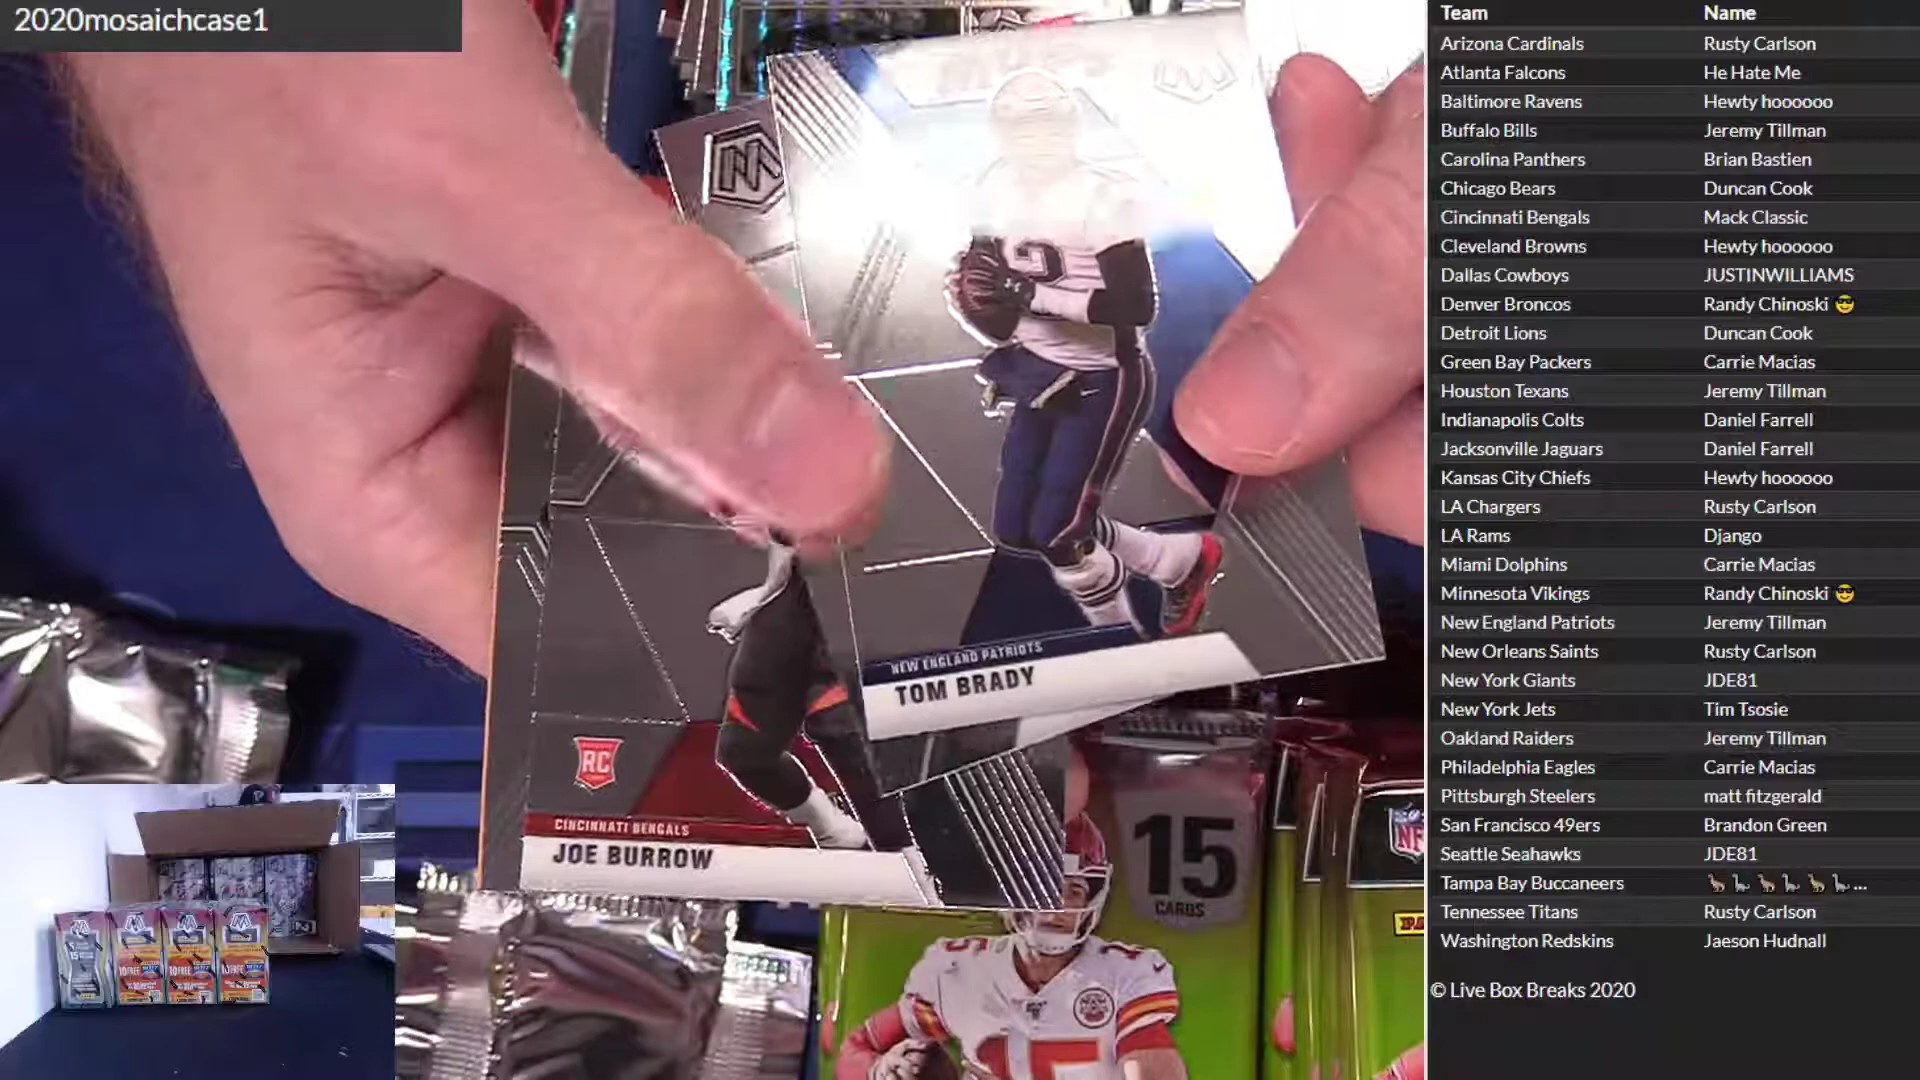 2020mosaichcase1
NEW ENGLAND PATRIOTS
TOM BRADY
RC
CINCINNATI BENGALS
JOE BURROW
15
CARDS
15
Team Name
Arizona Cardinals Rusty Carlson
Atlanta Falcons He Hate Me
Baltimore Ravens Hewty hoooooo
Buffalo Bills Jeremy Tillman
Carolina Panthers Brian Bastien
Chicago Bears Duncan Cook
Cincinnati Bengals Mack Classic
Cleveland Browns Hewty hoooooo
Dallas Cowboys JUSTINWILLIAMS
Denver Broncos Randy Chinoski 😎
Detroit Lions Duncan Cook
Green Bay Packers Carrie Macias
Houston Texans Jeremy Tillman
Indianapolis Colts Daniel Farrell
Jacksonville Jaguars Daniel Farrell
Kansas City Chiefs Hewty hoooooo
LA Chargers Rusty Carlson
LA Rams Django
Miami Dolphins Carrie Macias
Minnesota Vikings Randy Chinoski 😎
New England Patriots Jeremy Tillman
New Orleans Saints Rusty Carlson
New York Giants JDE81
New York Jets Tim Tsosie
Oakland Raiders Jeremy Tillman
Philadelphia Eagles Carrie Macias
Pittsburgh Steelers matt fitzgerald
San Francisco 49ers Brandon Green
Seattle Seahawks JDE81
Tampa Bay Buccaneers 🐐🦕🐐🦕🐐🦕...
Tennessee Titans Rusty Carlson
Washington Redskins Jaeson Hudnall
© Live Box Breaks 2020